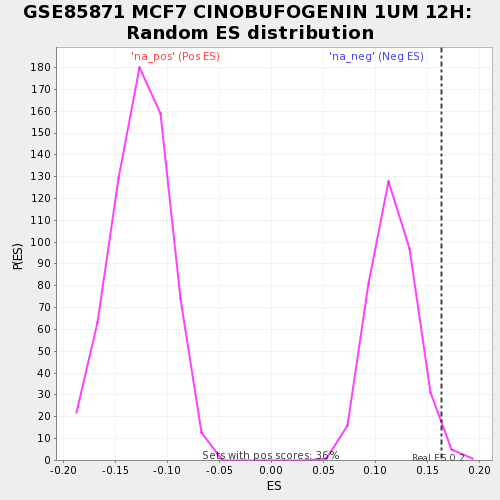 GSE85871 MCF7 CINOBUFOGENIN 1UM 12H:
Random ES distribution
'na_pos' (Pos ES)
'na_neg' (Neg ES)
180
170
160
150
140
130
120
110
100
90
80
70
60
50
40
30
20
10
0
P(ES)
Sets with pos scores: 36%
Real ES 0.2
-0.20 -0.15 -0.10 -0.05 0.00 0.05 0.10 0.15 0.20
ES